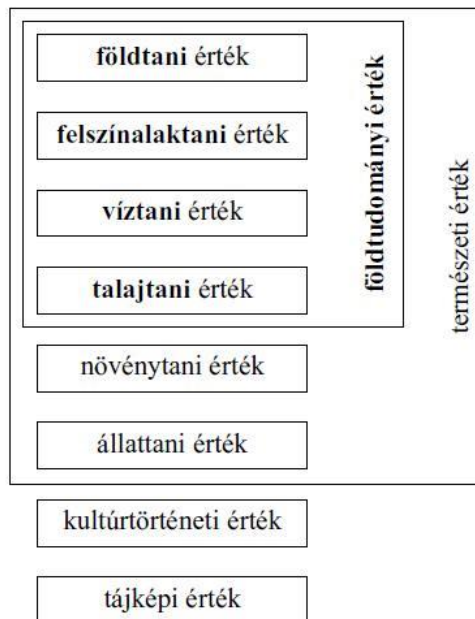 földtani érték
felszínalaktani érték
víztani érték
talajtani érték
földtudományi érték
növénytani érték
állattani érték
természeti érték
kultúrtörténeti érték
tájképi érték